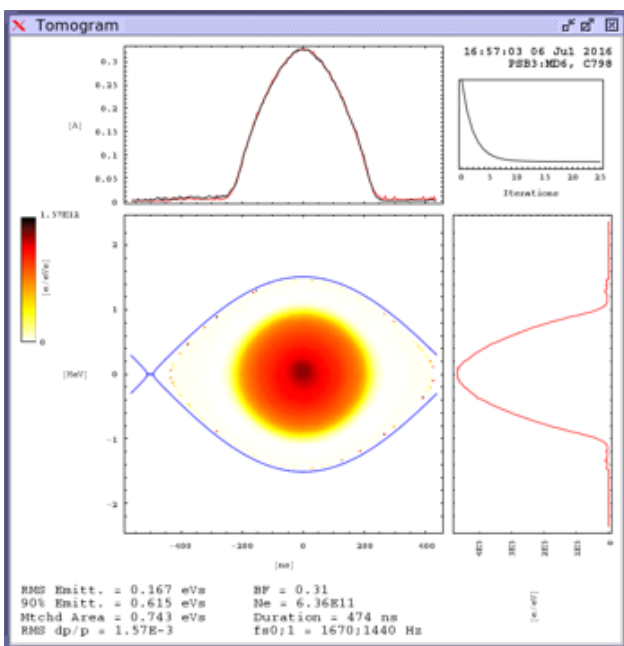 Tomogram
16:57:03 06 Jul 2016
PSB3:MD6, C798
0.3
0.25
0.2
0.15
0.1
0.05
0
[A]
0 5 10 15 20 25
Iterations
1.37E12
[e/eVs]
0
2
1
0
-1
-2
[MeV]
-400 -200 0 200 400
[ns]
4E5 3E5 2E5 1E5 0
[e/eV]
RMS Emitt. = 0.167 eVs
90% Emitt. = 0.615 eVs
Mtchd Area = 0.743 eVs
RMS dp/p = 1.57E-3
BF = 0.31
Ne = 6.36E11
Duration = 474 ns
fs0;1 = 1670;1440 Hz